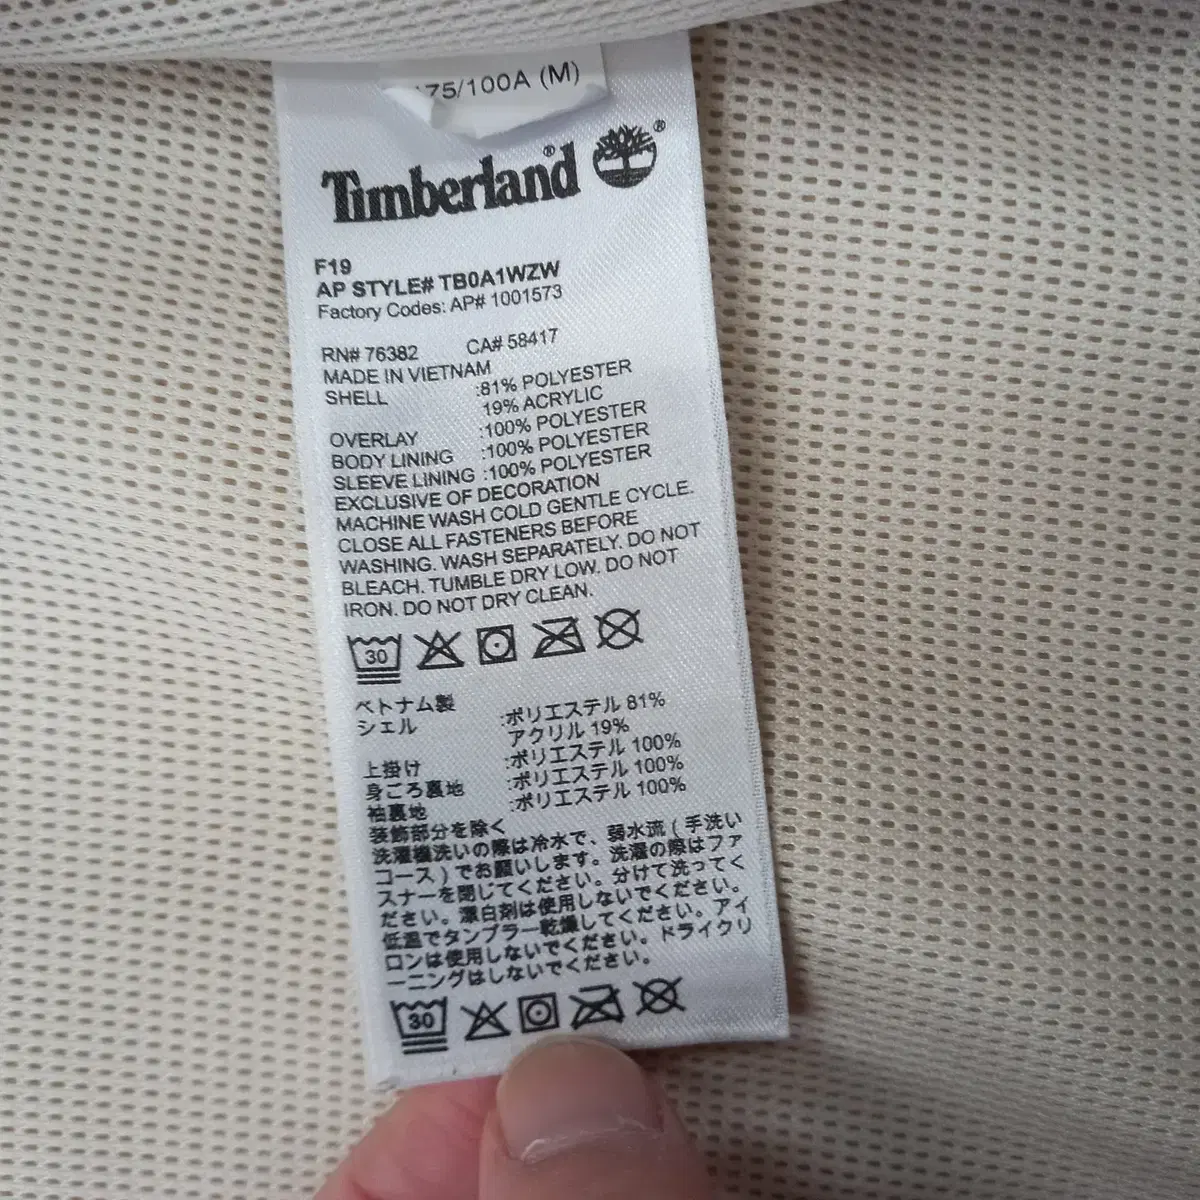 175/100A (M)
Timberland®
F19
AP STYLE# TB0A1WZW
Factory Codes: AP# 1001573
RN# 76382 CA# 58417
MADE IN VIETNAM
SHELL :81% POLYESTER
19% ACRYLIC
OVERLAY :100% POLYESTER
BODY LINING :100% POLYESTER
SLEEVE LINING :100% POLYESTER
EXCLUSIVE OF DECORATION
MACHINE WASH COLD GENTLE CYCLE.
CLOSE ALL FASTENERS BEFORE
WASHING. WASH SEPARATELY. DO NOT
BLEACH. TUMBLE DRY LOW. DO NOT
IRON. DO NOT DRY CLEAN.
30
ベトナム製
シェル :ポリエステル 81%
アクリル 19%
上掛け :ポリエステル 100%
身ごろ裏地 :ポリエステル 100%
袖裏地 :ポリエステル 100%
装飾部分を除く
洗濯機洗いの際は冷水で、弱水流 ( 手洗い
コース ) でお願いします。洗濯の際はファ
スナーを閉じてください。分けて洗ってく
ださい。漂白剤は使用しないでください。
低温でタンブラー乾燥してください。アイ
ロンは使用しないでください。ドライクリ
ーニングはしないでください。
30